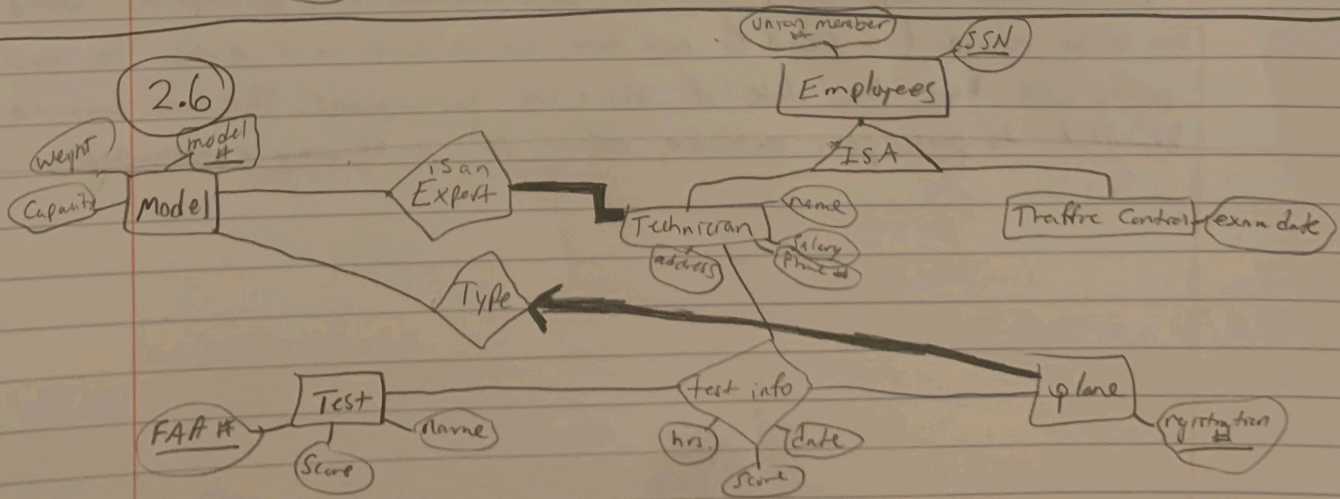 union member
#
SSN
Employees
2.6
ISA
model
#
weight
Capacity
Model
is an
Expert
name
Technician
salary
phone #
address
Traffic Control
exam date
Type
plane
registration
#
Test
test info
FAA #
name
score
hrs.
date
score